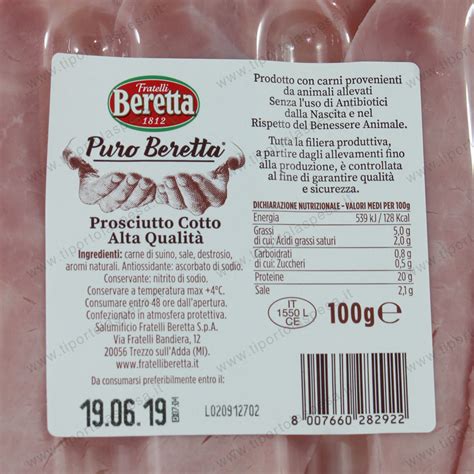 Fratelli
Beretta
1812
Puro Beretta
Prosciutto Cotto
Alta Qualità
Ingredienti: carne di suino, sale, destrosio,
aromi naturali. Antiossidante: ascorbato di sodio.
Conservante: nitrito di sodio.
Conservare a temperatura max +4°C.
Consumare entro 48 ore dall'apertura.
Confezionato in atmosfera protettiva.
Salumificio Fratelli Beretta S.p.A.
Via Fratelli Bandiera, 12
20056 Trezzo sull'Adda (MI).
www.fratelliberetta.it
Da consumarsi preferibilmente entro il:
19.06.19
07:04
L020912702
Prodotto con carni provenienti
da animali allevati
Senza l'uso di Antibiotici
dalla Nascita e nel
Rispetto del Benessere Animale.
Tutta la filiera produttiva,
a partire dagli allevamenti fino
alla produzione, è controllata
al fine di garantire qualità
e sicurezza.
DICHIARAZIONE NUTRIZIONALE - VALORI MEDI PER 100g
Energia 539 kJ / 128 Kcal
Grassi 5,0 g
di cui: Acidi grassi saturi 2,0 g
Carboidrati 0,8 g
di cui: Zuccheri 0,5 g
Proteine 20 g
Sale 2,1 g
IT
1550 L
CE
100g e
8 007660 282922
www.tiportolaspesa.it